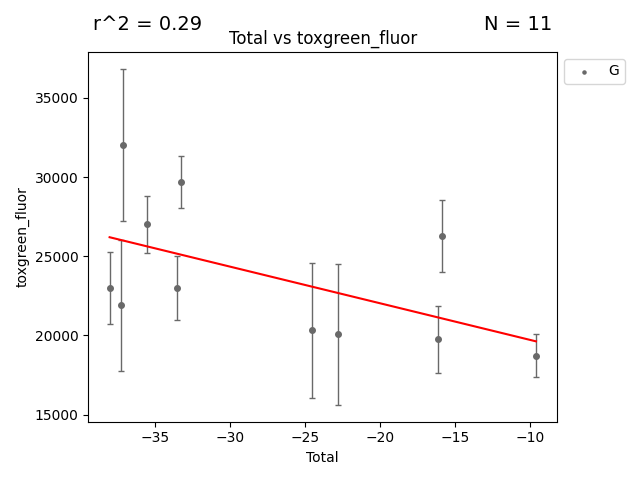 r^2 = 0.29
N = 11
Total vs toxgreen_fluor
G
35000
30000
25000
20000
15000
toxgreen_fluor
−35
−30
−25
−20
−15
−10
Total